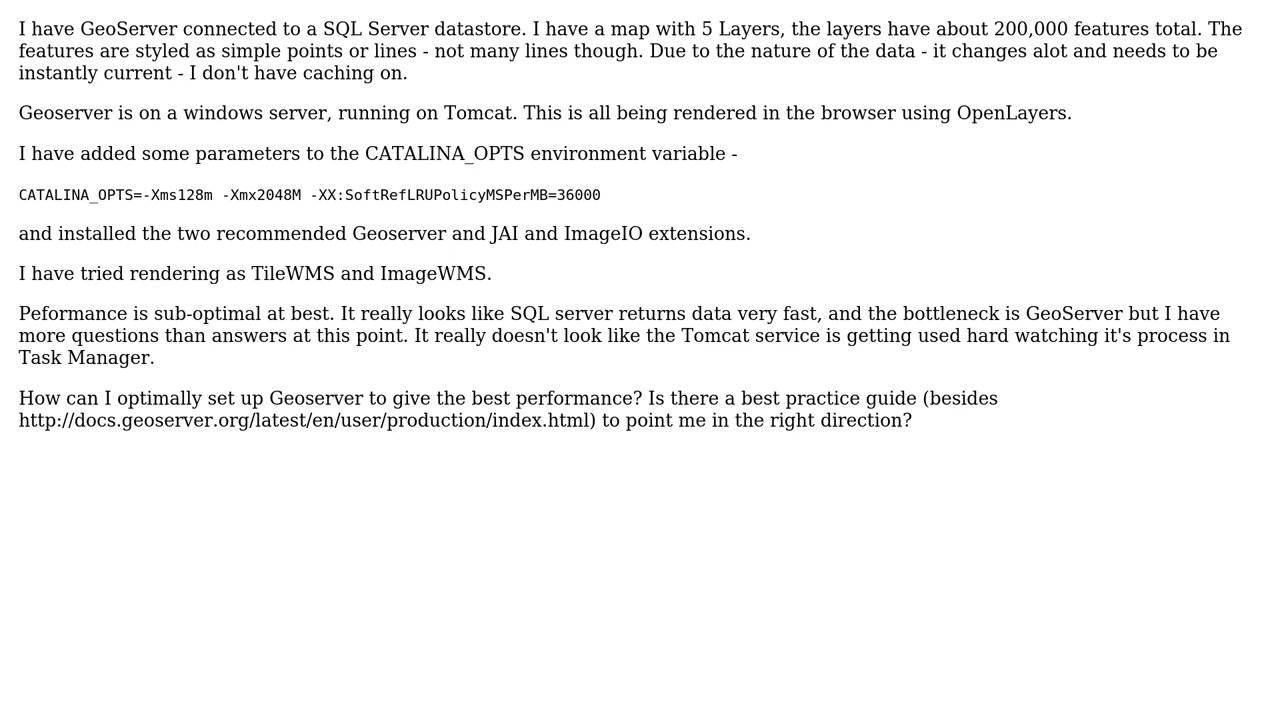 I have GeoServer connected to a SQL Server datastore. I have a map with 5 Layers, the layers have about 200,000 features total. The
features are styled as simple points or lines - not many lines though. Due to the nature of the data - it changes alot and needs to be
instantly current - I don't have caching on.
Geoserver is on a windows server, running on Tomcat. This is all being rendered in the browser using OpenLayers.
I have added some parameters to the CATALINA_OPTS environment variable -
CATALINA_OPTS=-Xms128m -Xmx2048M -XX:SoftRefLRUPolicyMSPerMB=36000
and installed the two recommended Geoserver and JAI and ImageIO extensions.
I have tried rendering as TileWMS and ImageWMS.
Peformance is sub-optimal at best. It really looks like SQL server returns data very fast, and the bottleneck is GeoServer but I have
more questions than answers at this point. It really doesn't look like the Tomcat service is getting used hard watching it's process in
Task Manager.
How can I optimally set up Geoserver to give the best performance? Is there a best practice guide (besides
http://docs.geoserver.org/latest/en/user/production/index.html) to point me in the right direction?